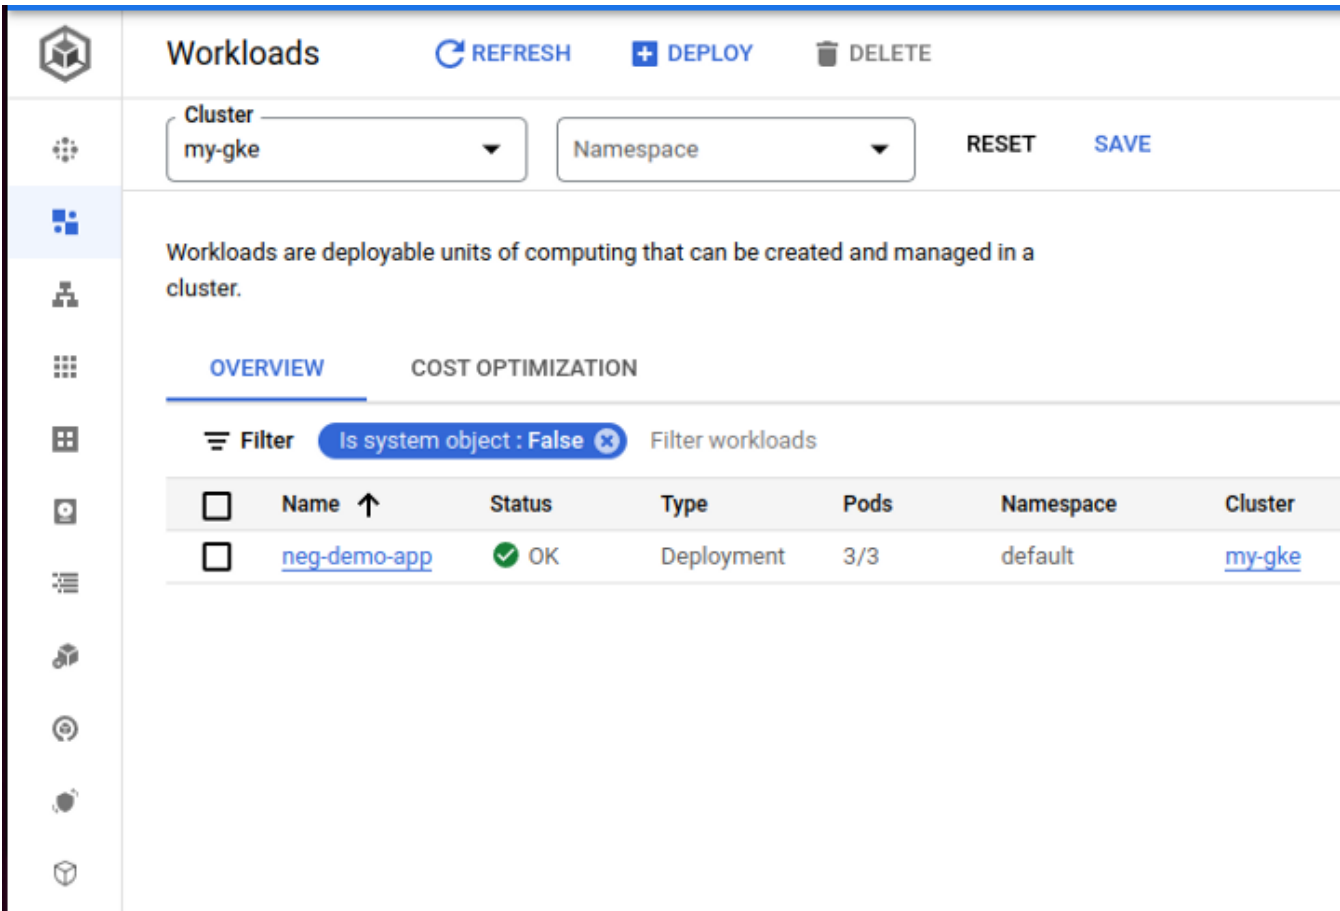 Workloads REFRESH DEPLOY DELETE
Cluster
my-gke Namespace RESET SAVE
Workloads are deployable units of computing that can be created and managed in a
cluster.
OVERVIEW COST OPTIMIZATION
Filter Is system object : False Filter workloads
Name Status Type Pods Namespace Cluster
neg-demo-app OK Deployment 3/3 default my-gke